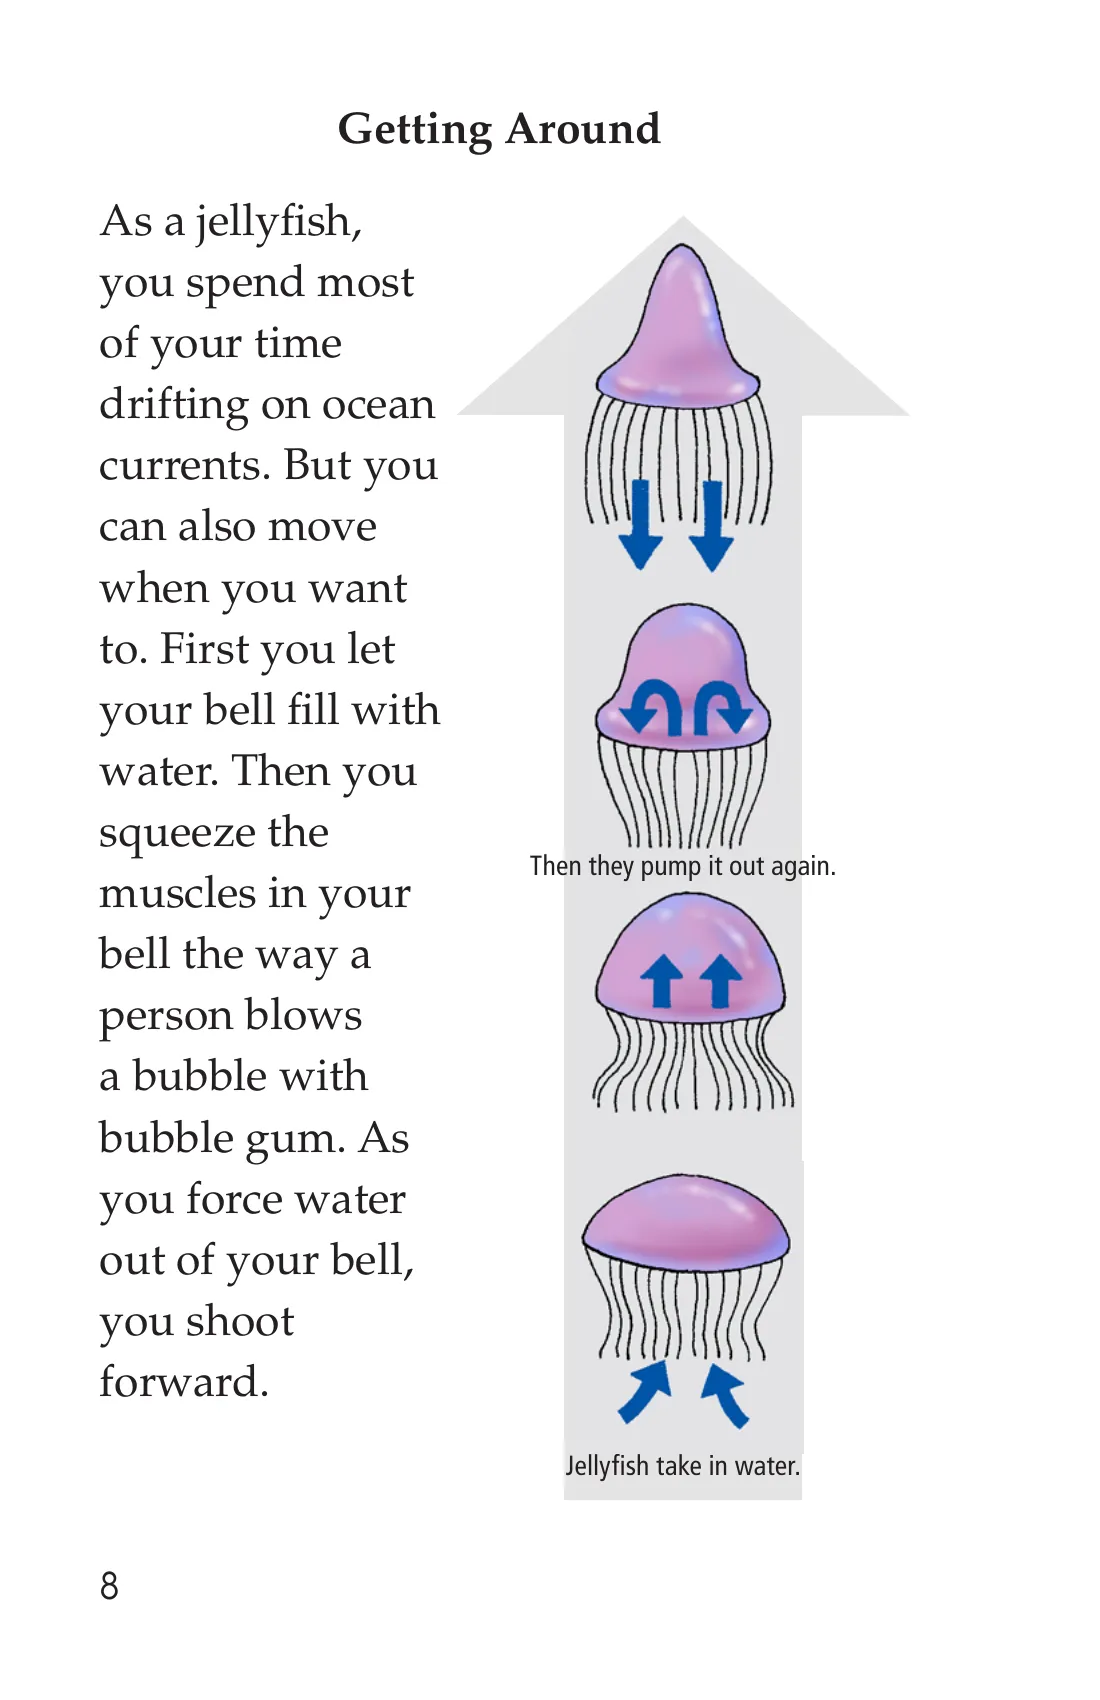 Getting Around
As a jellyfish,
you spend most
of your time
drifting on ocean
currents. But you
can also move
when you want
to. First you let
your bell fill with
water. Then you
squeeze the
muscles in your
bell the way a
person blows
a bubble with
bubble gum. As
you force water
out of your bell,
you shoot
forward.
Then they pump it out again.
Jellyfish take in water.
8